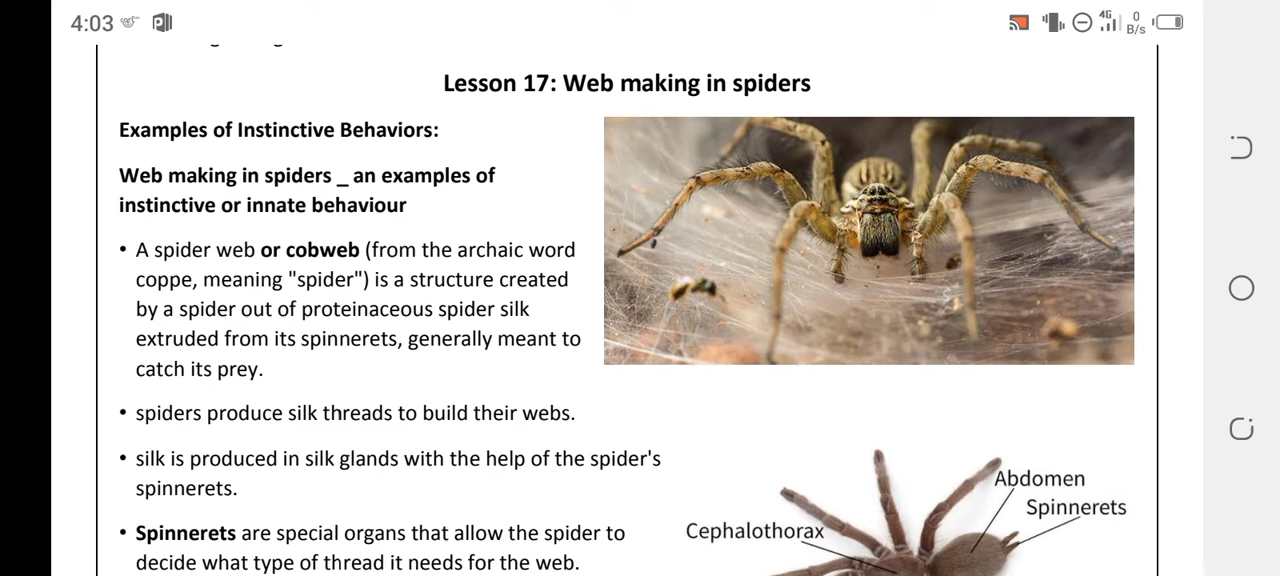 4:03
4G
0
B/s
Lesson 17: Web making in spiders
Examples of Instinctive Behaviors:
Web making in spiders _ an examples of
instinctive or innate behaviour
• A spider web or cobweb (from the archaic word
coppe, meaning "spider") is a structure created
by a spider out of proteinaceous spider silk
extruded from its spinnerets, generally meant to
catch its prey.
• spiders produce silk threads to build their webs.
• silk is produced in silk glands with the help of the spider's
spinnerets.
• Spinnerets are special organs that allow the spider to
decide what type of thread it needs for the web.
Abdomen
Spinnerets
Cephalothorax